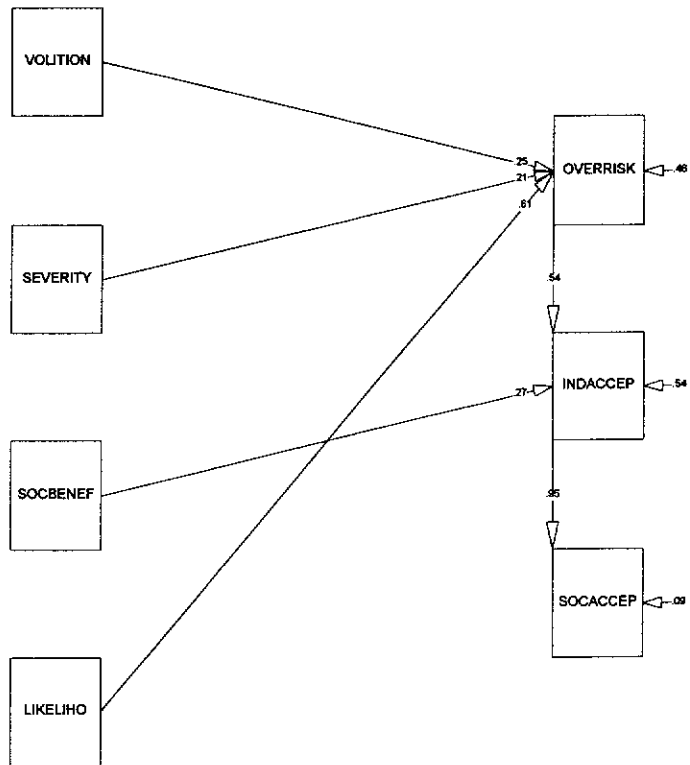 VOLITION
SEVERITY
SOCBENEF
LIKELIHO
.25
.21
.61
OVERRISK
.46
.54
.27
INDACCEP
.54
.95
SOCACCEP
.09